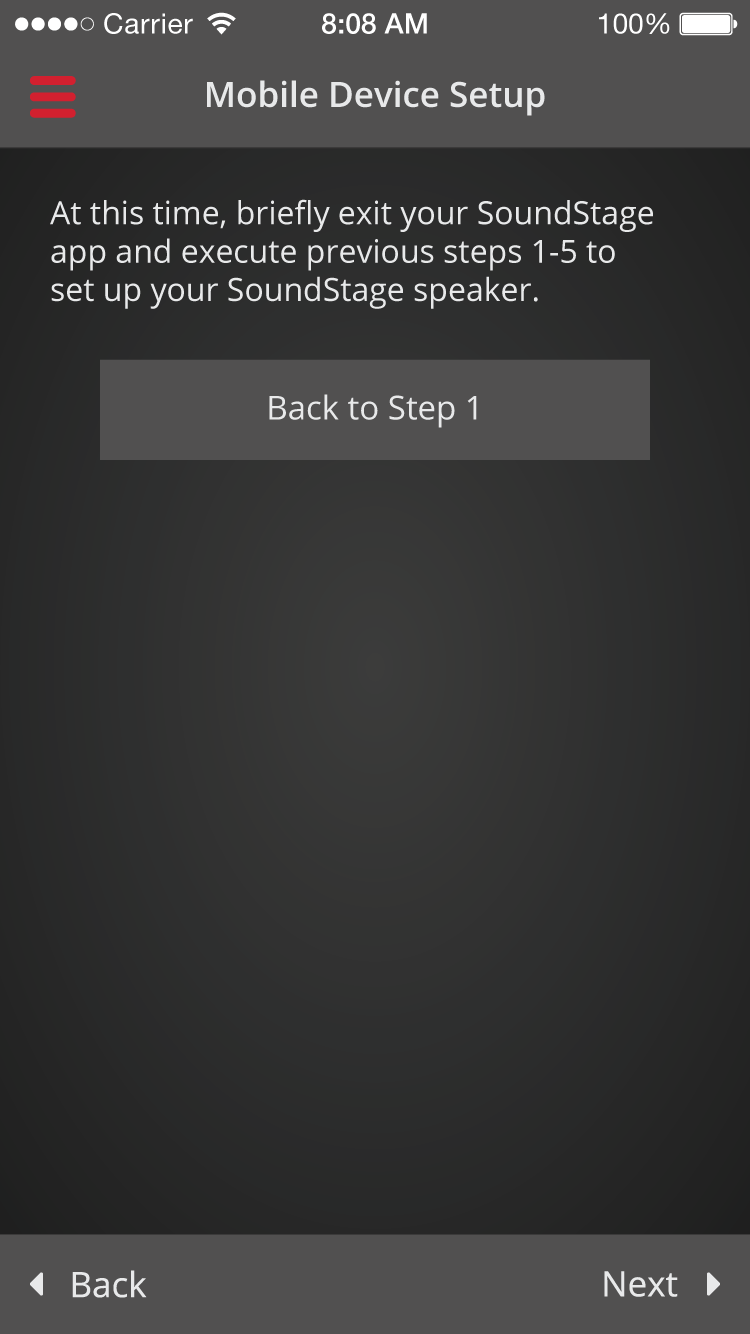 Carrier 8:08 AM 100%
Mobile Device Setup
At this time, briefly exit your SoundStage
app and execute previous steps 1-5 to
set up your SoundStage speaker.
Back to Step 1
Back Next